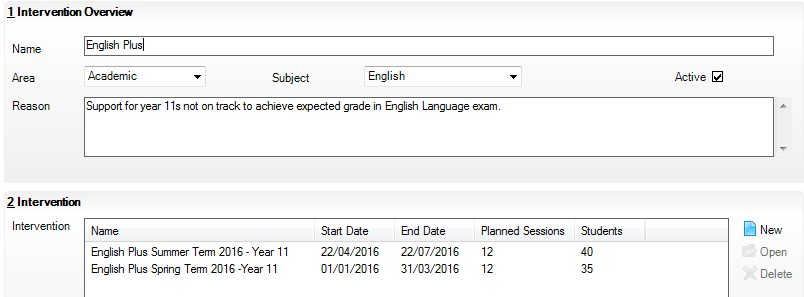 1 Intervention Overview
Name English Plus
Area Academic Subject English Active
Reason Support for year 11s not on track to achieve expected grade in English Language exam.
2 Intervention
Intervention Name Start Date End Date Planned Sessions Students New
English Plus Summer Term 2016 - Year 11 22/04/2016 22/07/2016 12 40 Open
English Plus Spring Term 2016 -Year 11 01/01/2016 31/03/2016 12 35 Delete